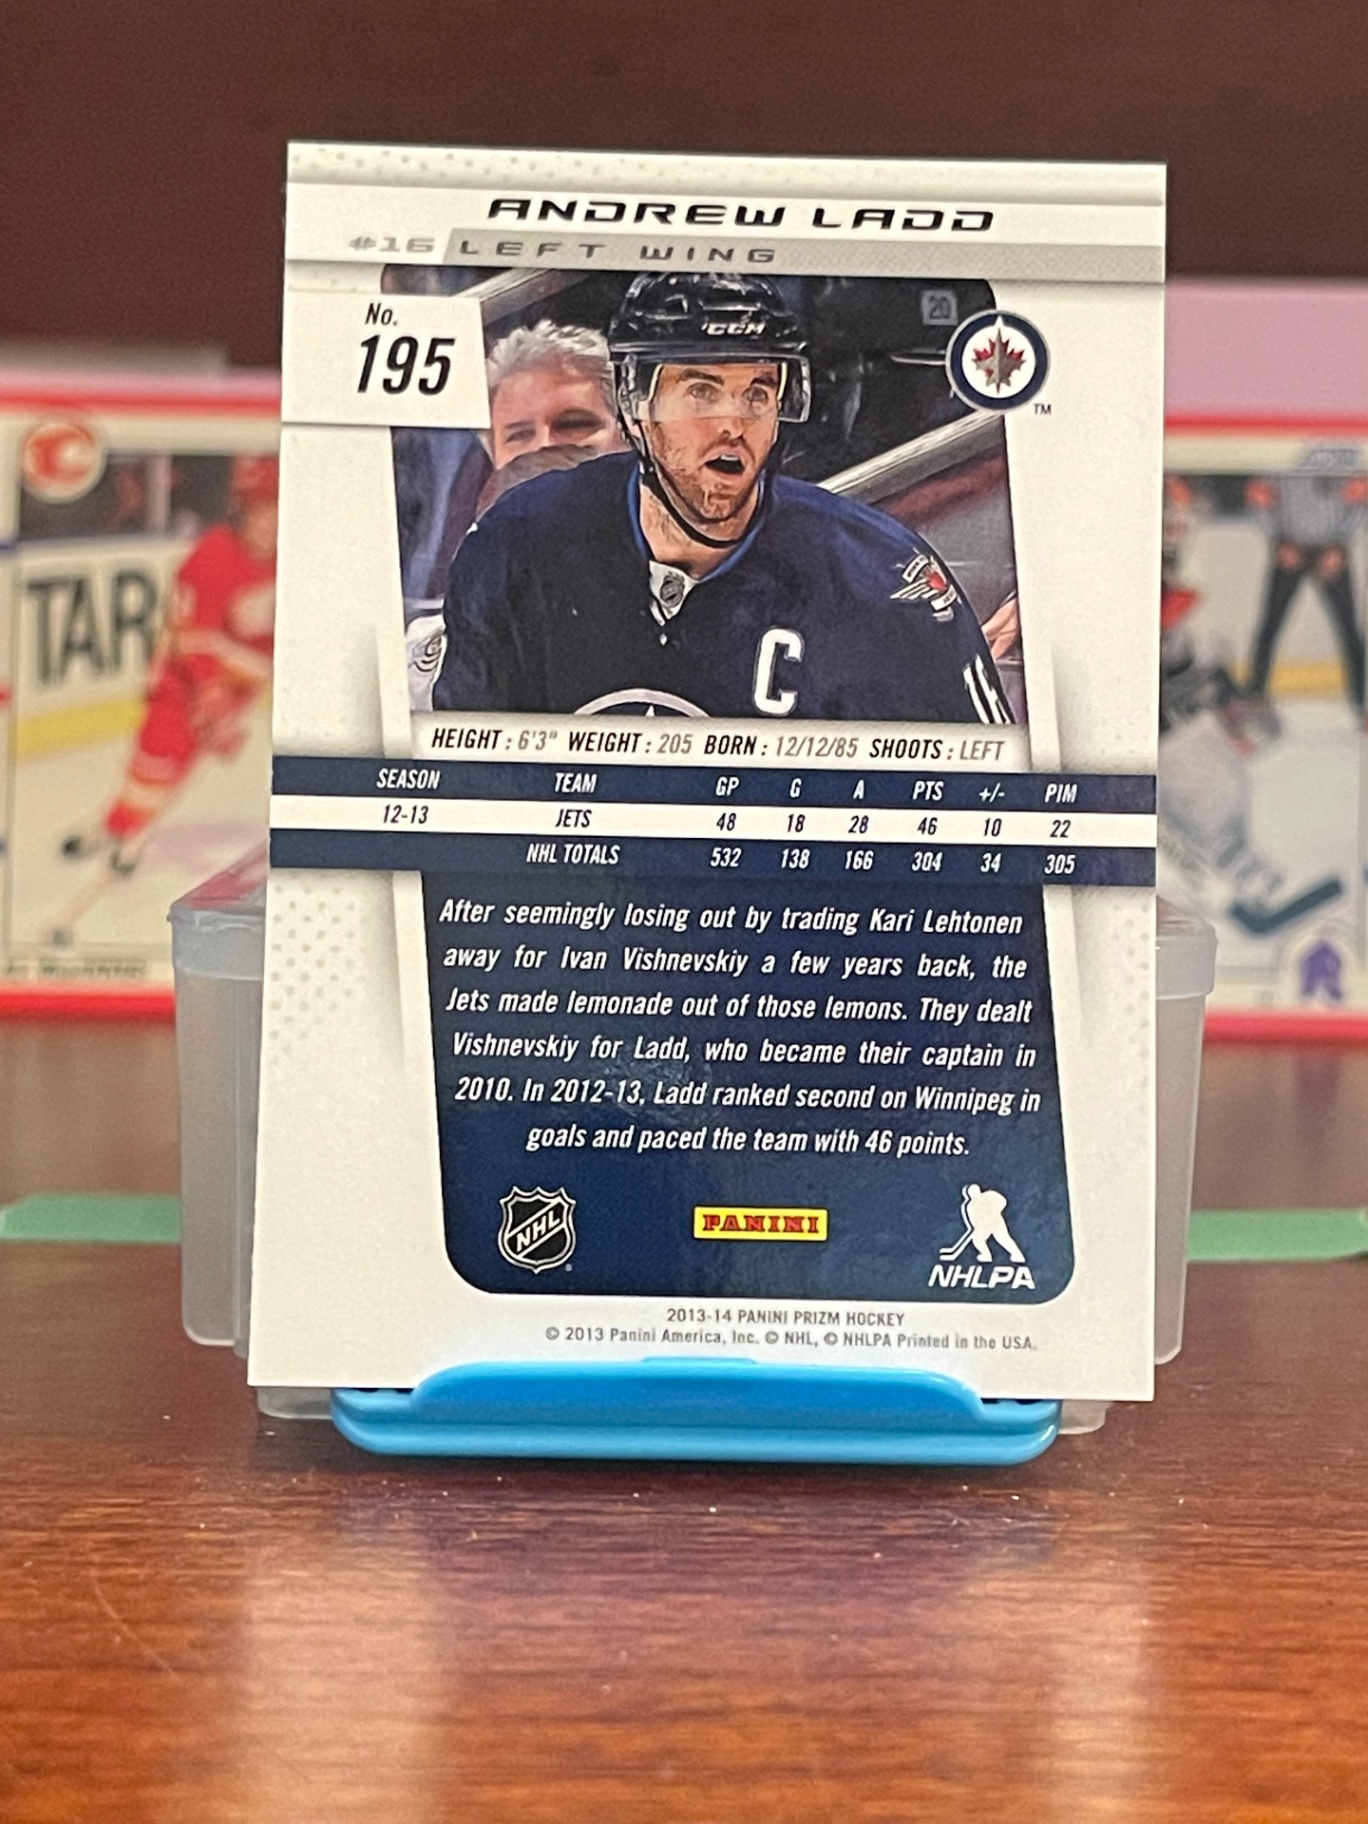 ANDREW LADD
#16 LEFT WING
No.
195
20
CCM
TM
C
16
HEIGHT : 6'3" WEIGHT : 205 BORN : 12/12/85 SHOOTS : LEFT
SEASON TEAM GP G A PTS +/- PIM
12-13 JETS 48 18 28 46 10 22
NHL TOTALS 532 138 166 304 34 305
After seemingly losing out by trading Kari Lehtonen
away for Ivan Vishnevskiy a few years back, the
Jets made lemonade out of those lemons. They dealt
Vishnevskiy for Ladd, who became their captain in
2010. In 2012-13, Ladd ranked second on Winnipeg in
goals and paced the team with 46 points.
NHL PANINI NHLPA
2013-14 PANINI PRIZM HOCKEY
© 2013 Panini America, Inc. © NHL, © NHLPA Printed in the USA.
TAR